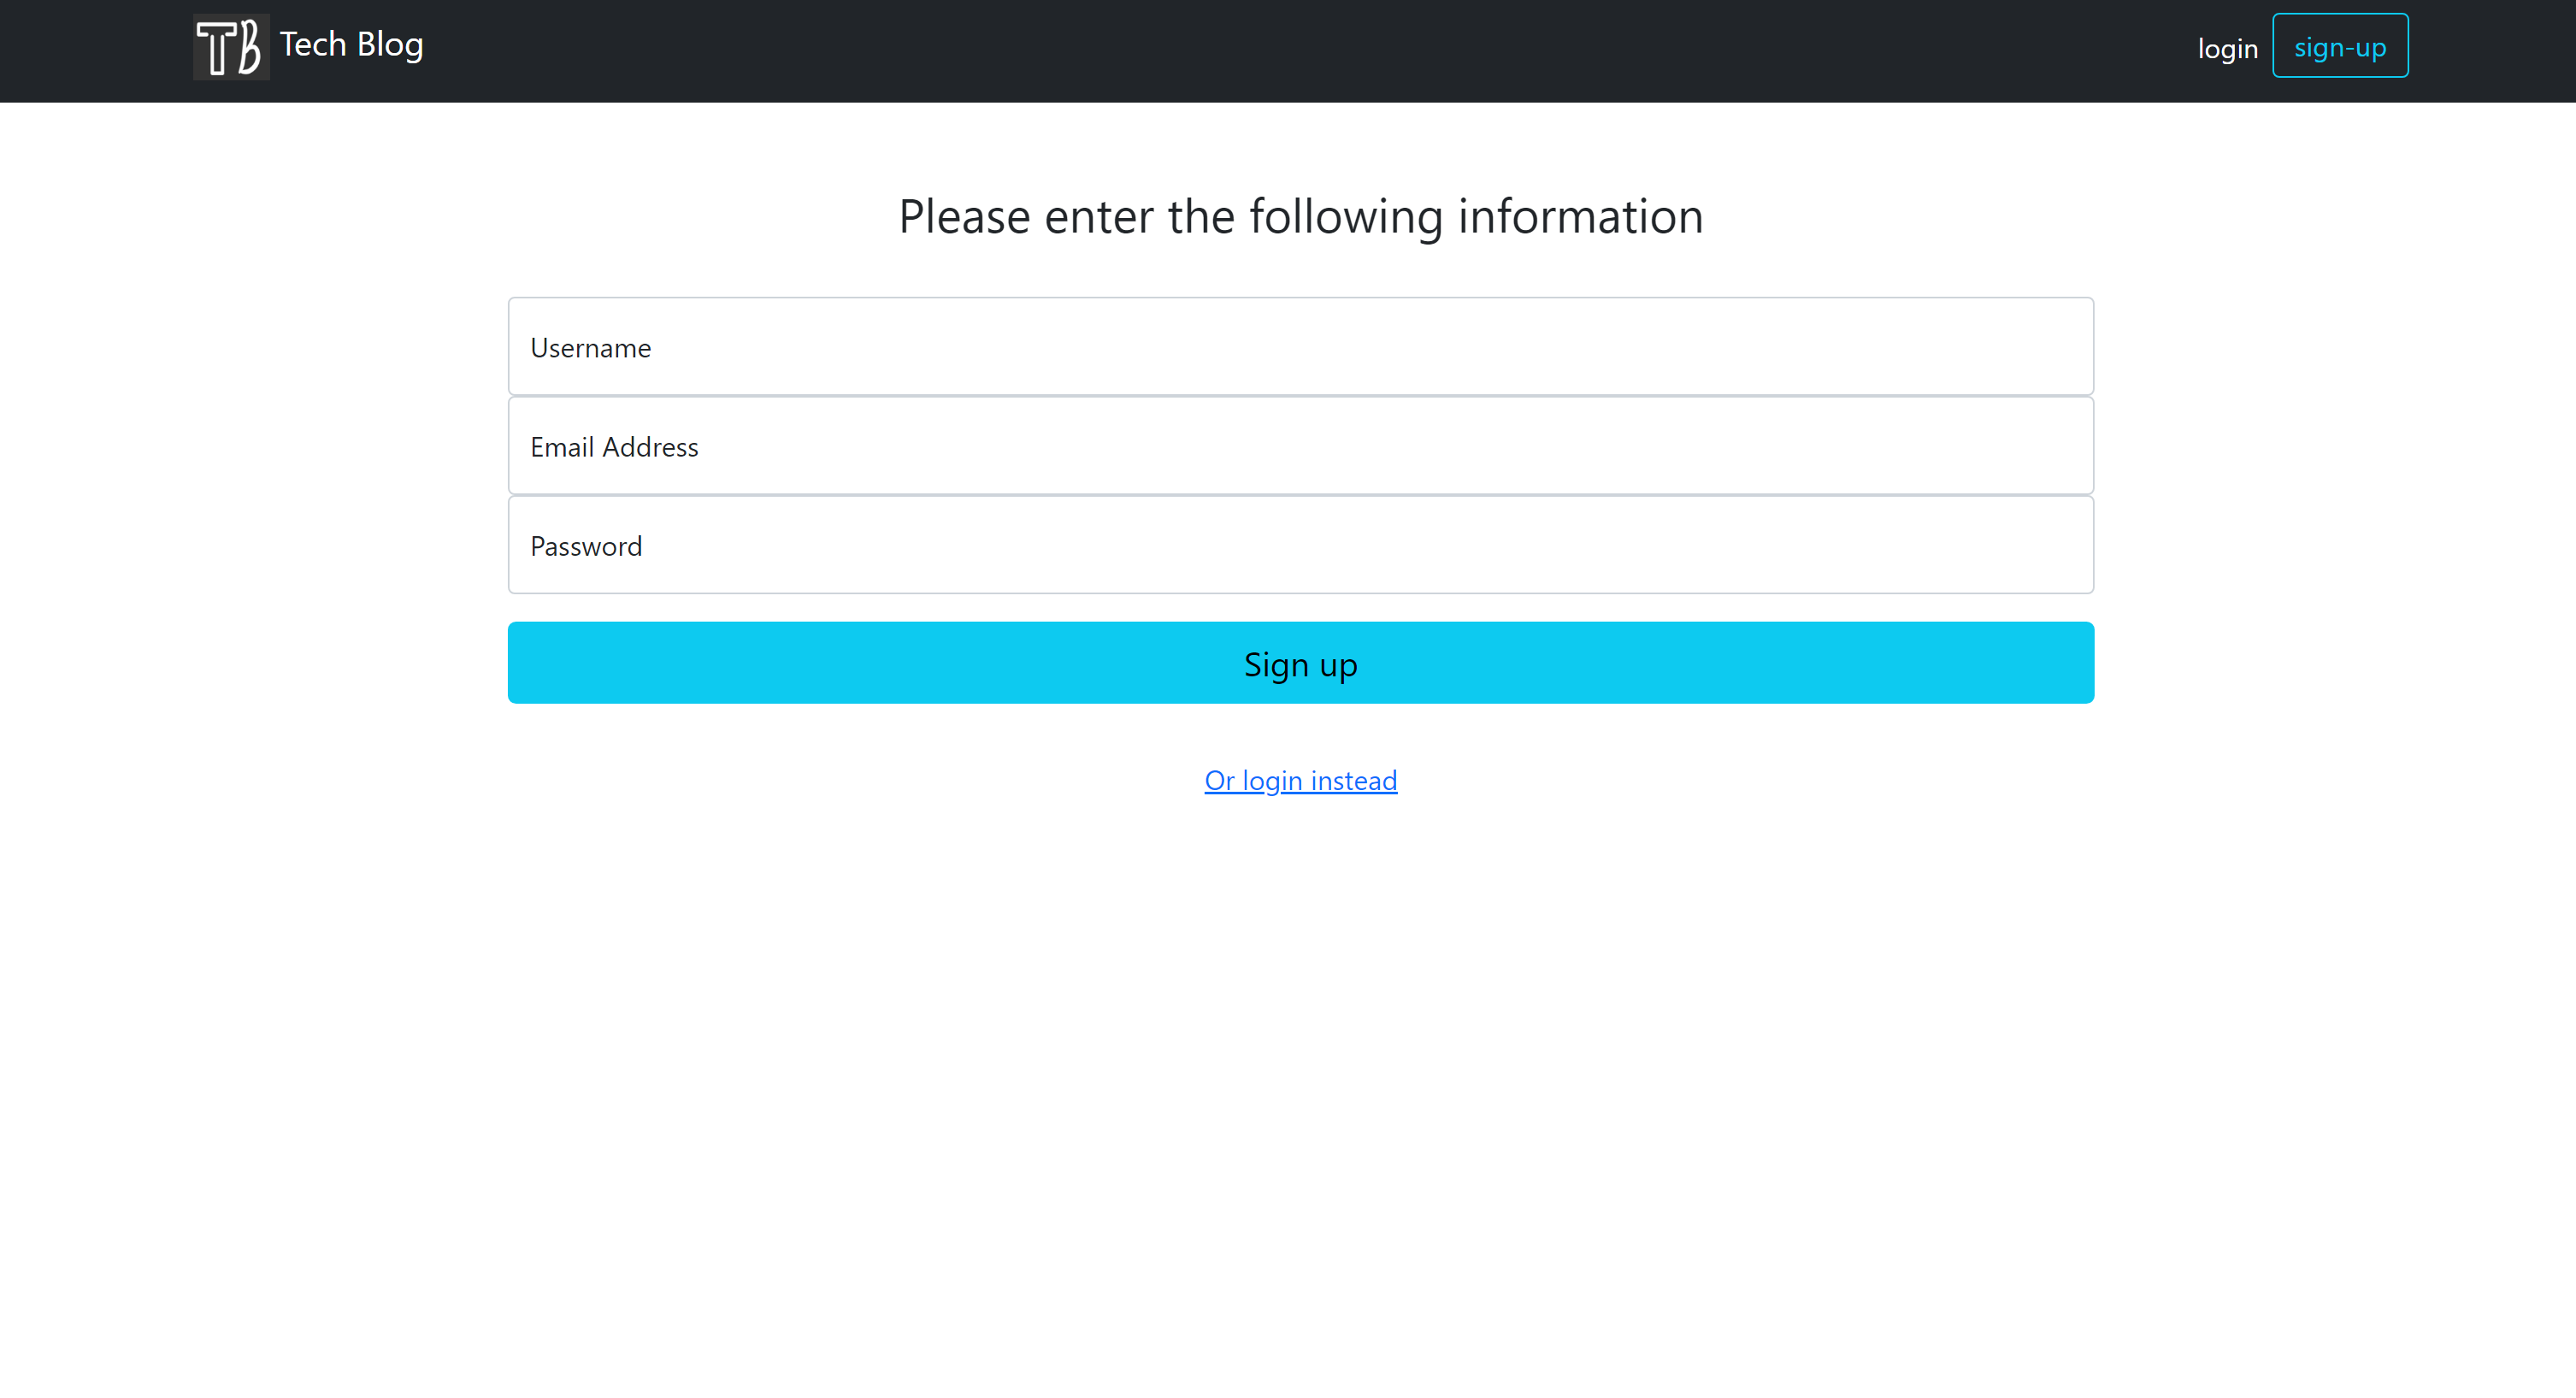 TB Tech Blog
login sign-up
Please enter the following information
Username
Email Address
Password
Sign up
Or login instead